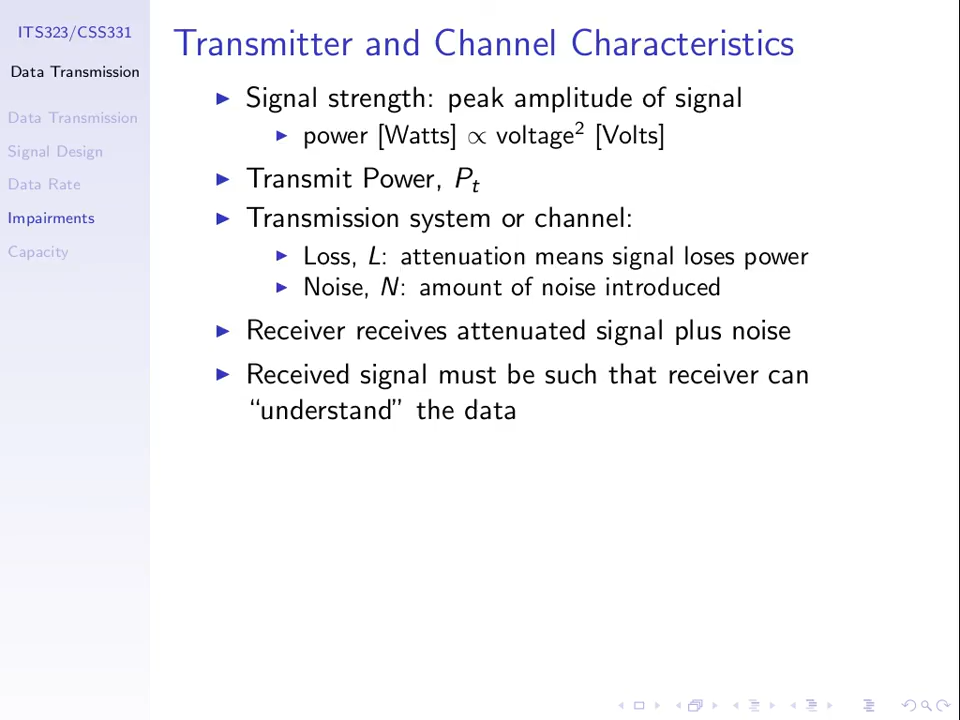 ITS323/CSS331
Data Transmission
Data Transmission
Signal Design
Data Rate
Impairments
Capacity
Transmitter and Channel Characteristics
Signal strength: peak amplitude of signal
power [Watts] ∝ voltage² [Volts]
Transmit Power, Pₜ
Transmission system or channel:
Loss, L: attenuation means signal loses power
Noise, N: amount of noise introduced
Receiver receives attenuated signal plus noise
Received signal must be such that receiver can
“understand” the data